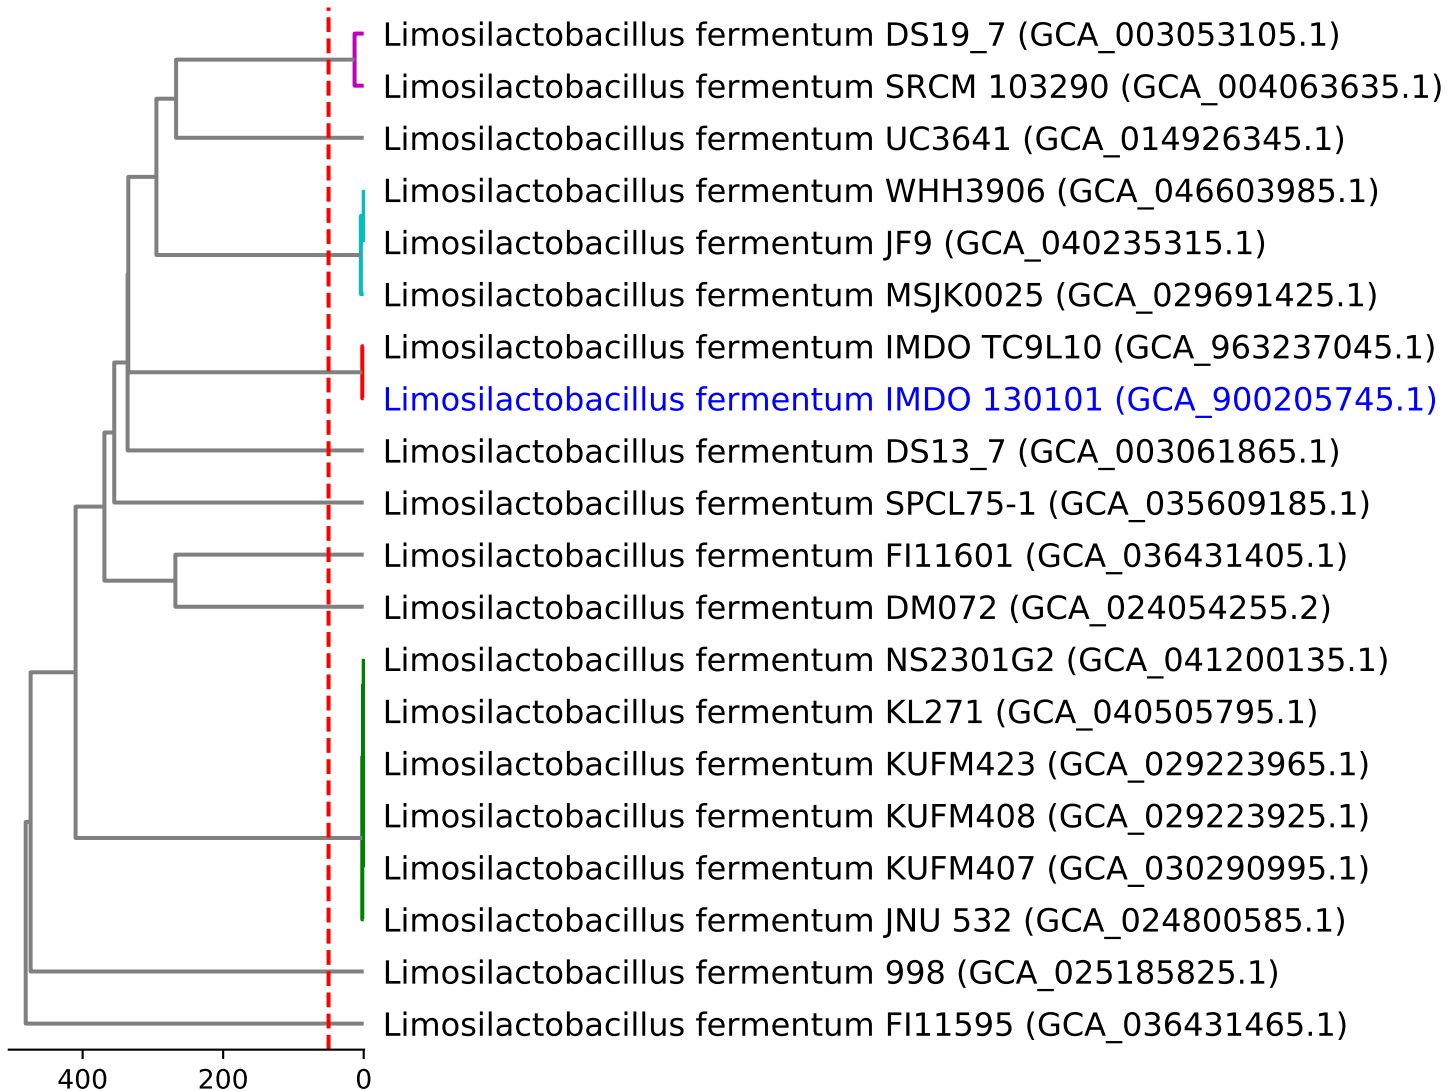 Limosilactobacillus fermentum DS19_7 (GCA_003053105.1)
Limosilactobacillus fermentum SRCM 103290 (GCA_004063635.1)
Limosilactobacillus fermentum UC3641 (GCA_014926345.1)
Limosilactobacillus fermentum WHH3906 (GCA_046603985.1)
Limosilactobacillus fermentum JF9 (GCA_040235315.1)
Limosilactobacillus fermentum MSJK0025 (GCA_029691425.1)
Limosilactobacillus fermentum IMDO TC9L10 (GCA_963237045.1)
Limosilactobacillus fermentum IMDO 130101 (GCA_900205745.1)
Limosilactobacillus fermentum DS13_7 (GCA_003061865.1)
Limosilactobacillus fermentum SPCL75-1 (GCA_035609185.1)
Limosilactobacillus fermentum FI11601 (GCA_036431405.1)
Limosilactobacillus fermentum DM072 (GCA_024054255.2)
Limosilactobacillus fermentum NS2301G2 (GCA_041200135.1)
Limosilactobacillus fermentum KL271 (GCA_040505795.1)
Limosilactobacillus fermentum KUFM423 (GCA_029223965.1)
Limosilactobacillus fermentum KUFM408 (GCA_029223925.1)
Limosilactobacillus fermentum KUFM407 (GCA_030290995.1)
Limosilactobacillus fermentum JNU 532 (GCA_024800585.1)
Limosilactobacillus fermentum 998 (GCA_025185825.1)
Limosilactobacillus fermentum FI11595 (GCA_036431465.1)
400 200 0